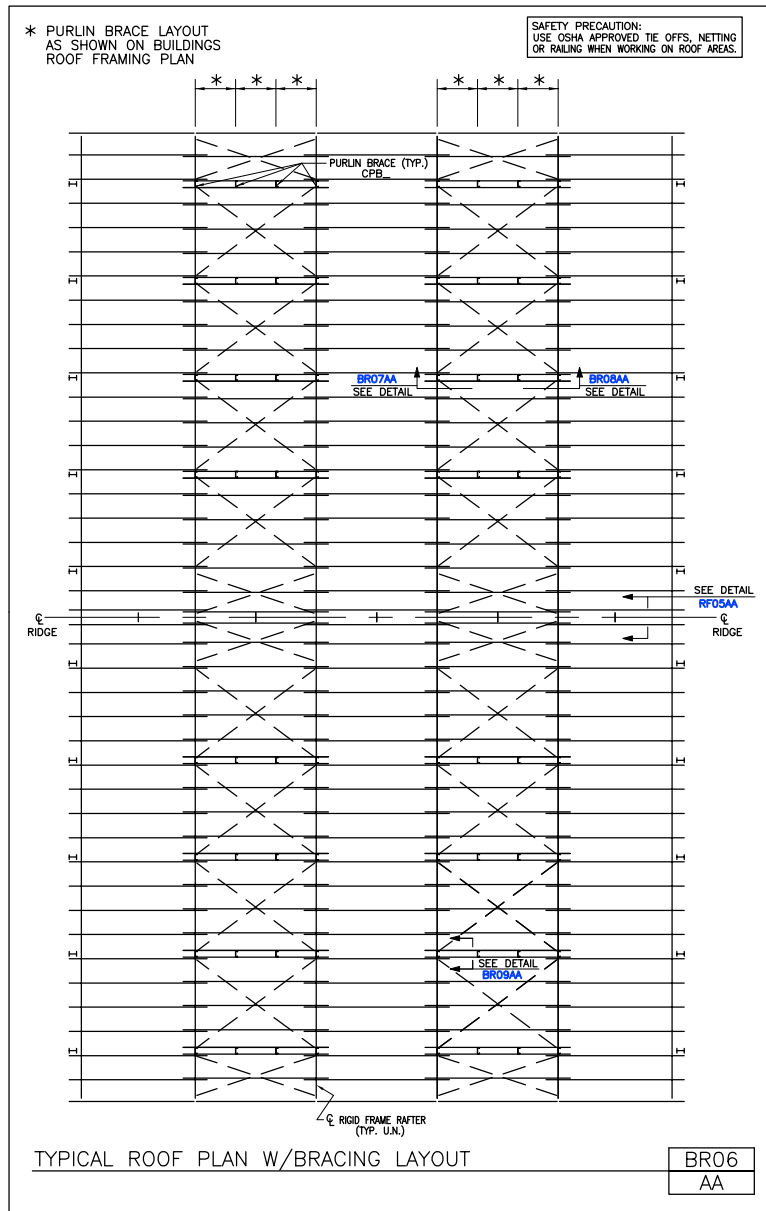 * PURLIN BRACE LAYOUT
AS SHOWN ON BUILDINGS
ROOF FRAMING PLAN
SAFETY PRECAUTION:
USE OSHA APPROVED TIE OFFS, NETTING
OR RAILING WHEN WORKING ON ROOF AREAS.
* * *
* * *
PURLIN BRACE (TYP.)
CPB_
BR07AA
SEE DETAIL
BR08AA
SEE DETAIL
SEE DETAIL
RF05AA
℄
RIDGE
℄
RIDGE
SEE DETAIL
BR09AA
℄ RIGID FRAME RAFTER
(TYP. U.N.)
TYPICAL ROOF PLAN W/BRACING LAYOUT
BR06
AA